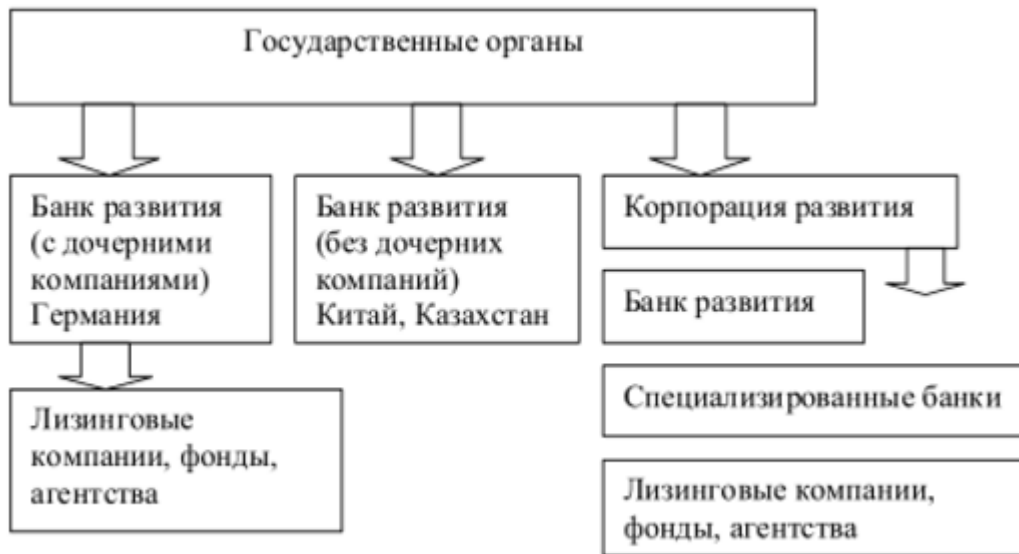 Государственные органы
Банк развития
(с дочерними
компаниями)
Германия
Банк развития
(без дочерних
компаний)
Китай, Казахстан
Корпорация развития
Банк развития
Специализированные банки
Лизинговые
компании, фонды,
агентства
Лизинговые компании,
фонды, агентства